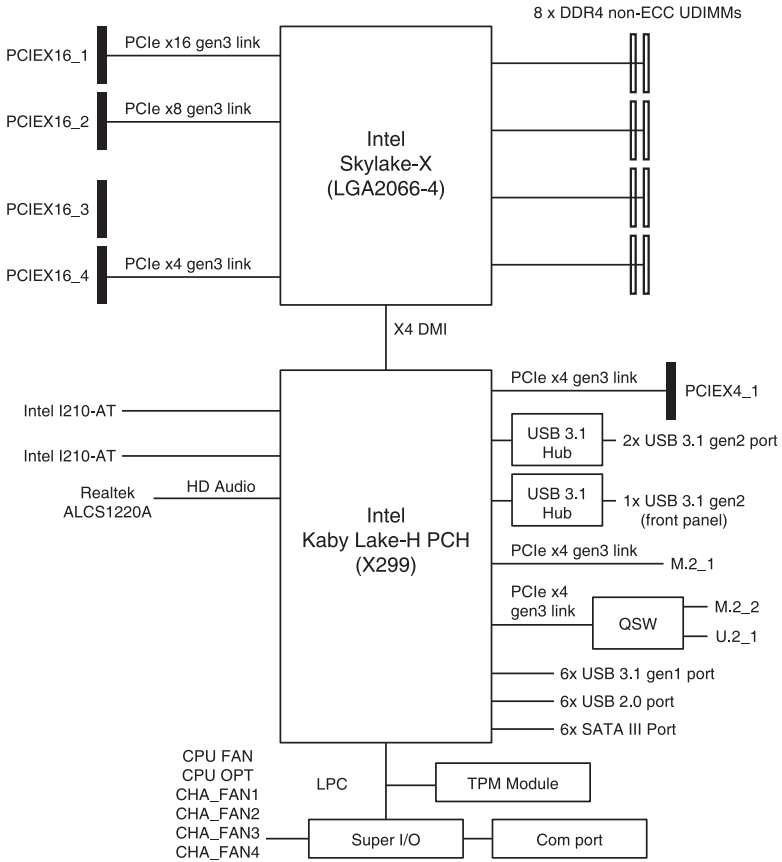 8 x DDR4 non-ECC UDIMMs
PCIEX16_1
PCIe x16 gen3 link
PCIEX16_2
PCIe x8 gen3 link
Intel
Skylake-X
(LGA2066-4)
PCIEX16_3
PCIEX16_4
PCIe x4 gen3 link
X4 DMI
PCIe x4 gen3 link
PCIEX4_1
Intel I210-AT
USB 3.1
Hub
2x USB 3.1 gen2 port
Intel I210-AT
Realtek
ALCS1220A
HD Audio
USB 3.1
Hub
1x USB 3.1 gen2
(front panel)
Intel
Kaby Lake-H PCH
(X299)
PCIe x4 gen3 link
M.2_1
PCIe x4
gen3 link
QSW
M.2_2
U.2_1
6x USB 3.1 gen1 port
6x USB 2.0 port
6x SATA III Port
CPU FAN
CPU OPT
CHA_FAN1
CHA_FAN2
CHA_FAN3
CHA_FAN4
LPC
TPM Module
Super I/O
Com port